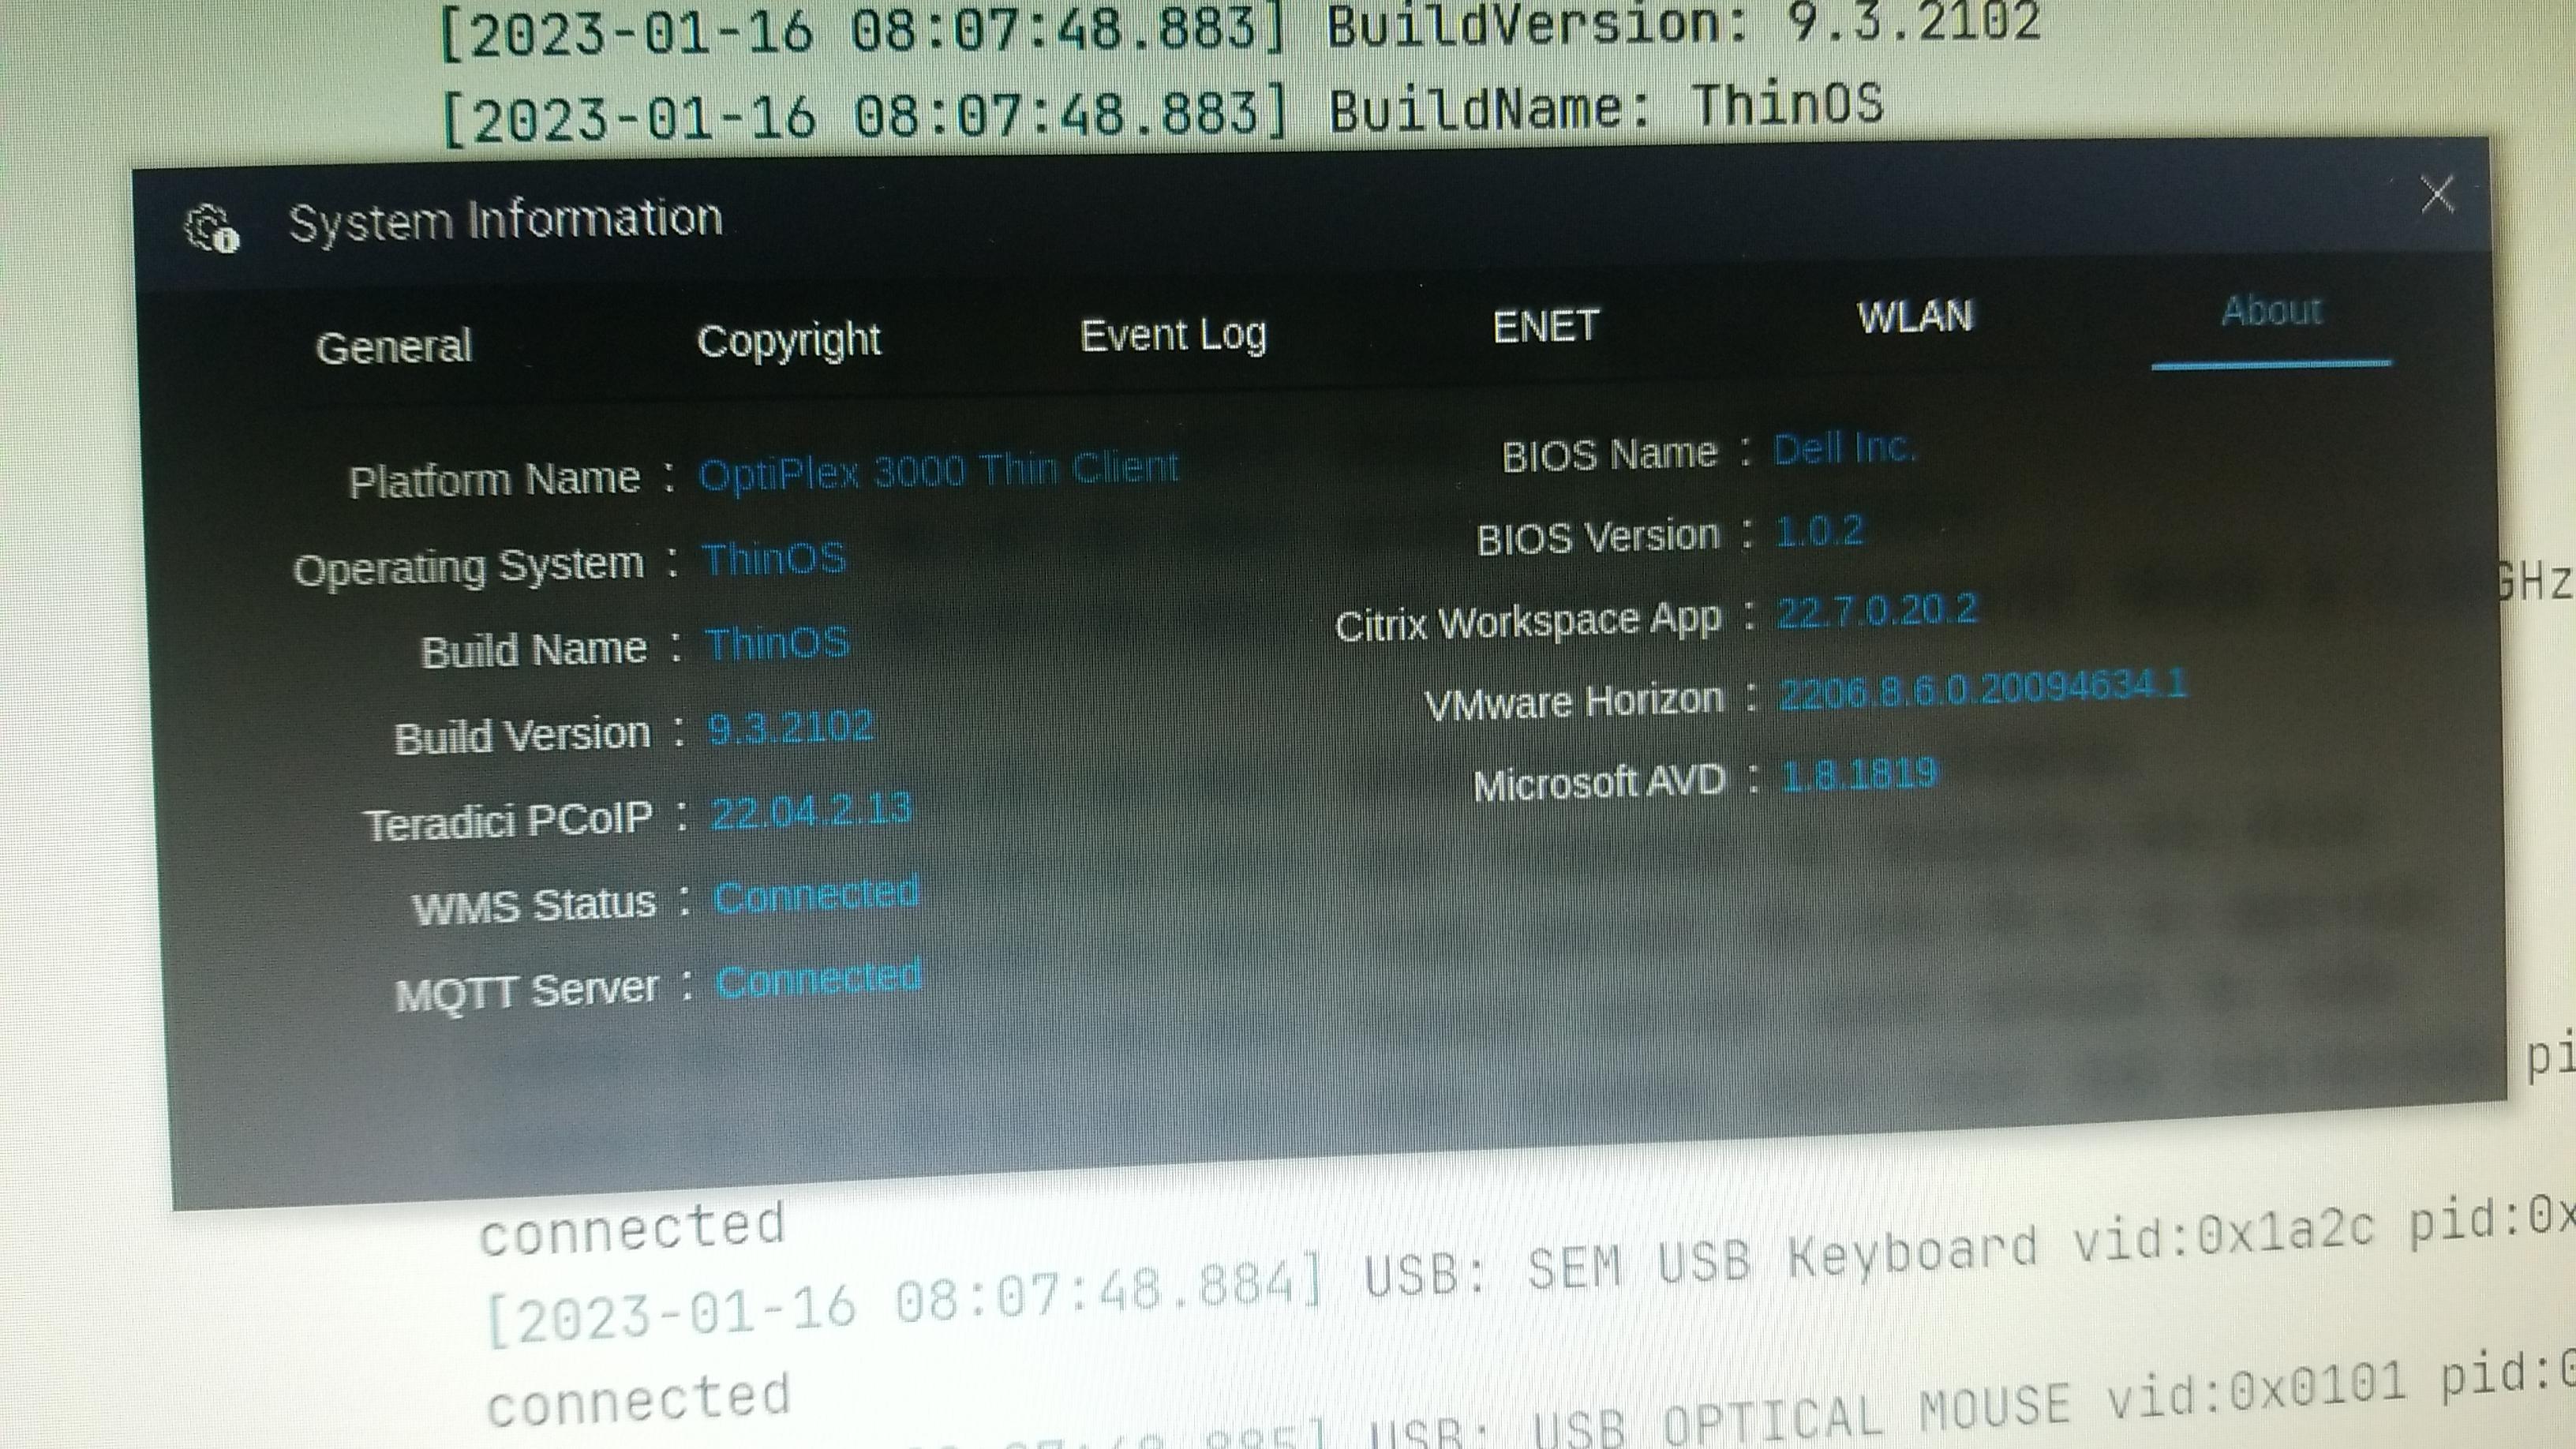 [2023-01-16 08:07:48.883] BuildVersion: 9.3.2102
[2023-01-16 08:07:48.883] BuildName: ThinOS
System Information
General Copyright Event Log ENET WLAN About
Platform Name : OptiPlex 3000 Thin Client
Operating System : ThinOS
Build Name : ThinOS
Build Version : 9.3.2102
Teradici PCoIP : 22.04.2.13
WMS Status : Connected
MQTT Server : Connected
BIOS Name : Dell Inc.
BIOS Version : 1.0.2
Citrix Workspace App : 22.7.0.20.2
VMware Horizon : 2206.8.6.0.20094634.1
Microsoft AVD : 1.8.1819
GHz
pi
connected
[2023-01-16 08:07:48.884] USB: SEM USB Keyboard vid:0x1a2c pid:0x
connected
USB: USB OPTICAL MOUSE vid:0x0101 pid:0